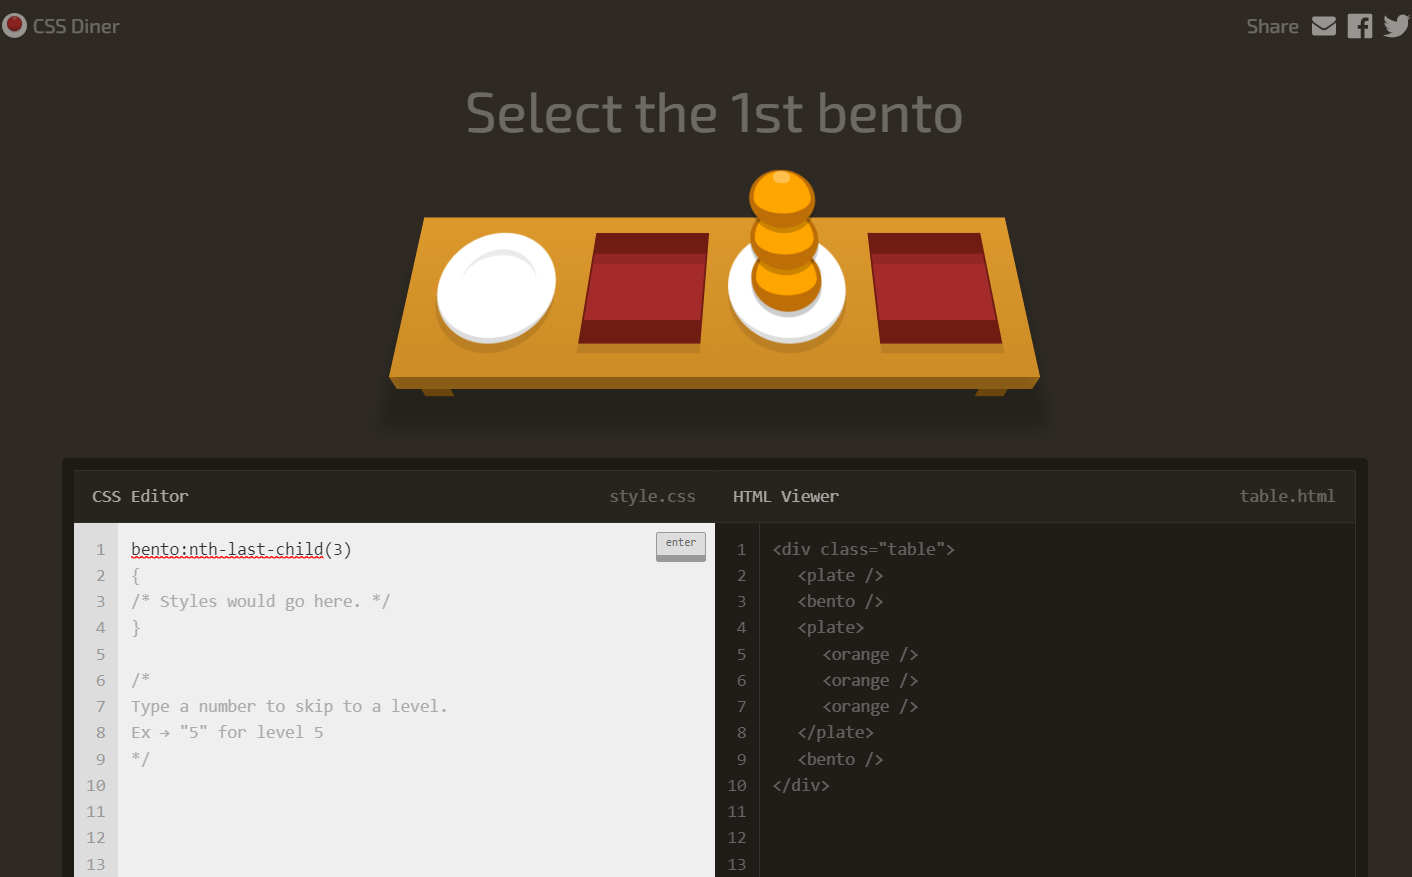 CSS Diner
Share
Select the 1st bento
CSS Editor
style.css
enter
1 bento:nth-last-child(3)
2 {
3 /* Styles would go here. */
4 }
5
6 /*
7 Type a number to skip to a level.
8 Ex → "5" for level 5
9 */
10
11
12
13
HTML Viewer
table.html
1 <div class="table">
2 <plate />
3 <bento />
4 <plate>
5 <orange />
6 <orange />
7 <orange />
8 </plate>
9 <bento />
10 </div>
11
12
13